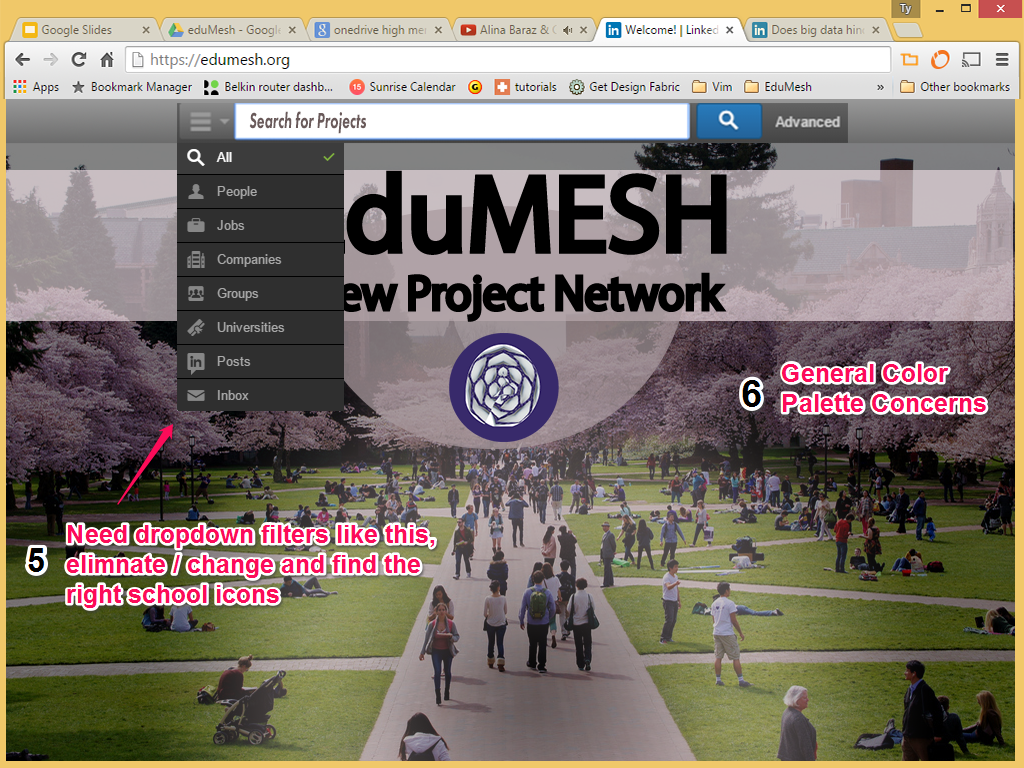 Ty
Google Slides
eduMesh - Google
onedrive high me
Alina Baraz &
Welcome! | Linked
Does big data hin
https://edumesh.org
Apps
Bookmark Manager
Belkin router dashb...
15
Sunrise Calendar
G
tutorials
Get Design Fabric
Vim
EduMesh
»
Other bookmarks
Search for Projects
Advanced
All
People
Jobs
Companies
Groups
Universities
in Posts
Inbox
duMESH
ew Project Network
6
General Color
Palette Concerns
5
Need dropdown filters like this,
elimnate / change and find the
right school icons